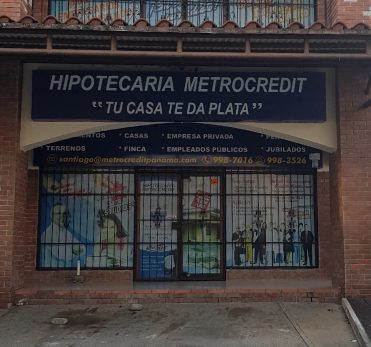 HIPOTECARIA METROCREDIT
"TU CASA TE DA PLATA"
* CASAS * EMPRESA PRIVADA
TERRENOS * FINCA * EMPLEADOS PUBLICOS * JUBILADOS
santiago@metrocreditpanama.com 998-7016 998-3526